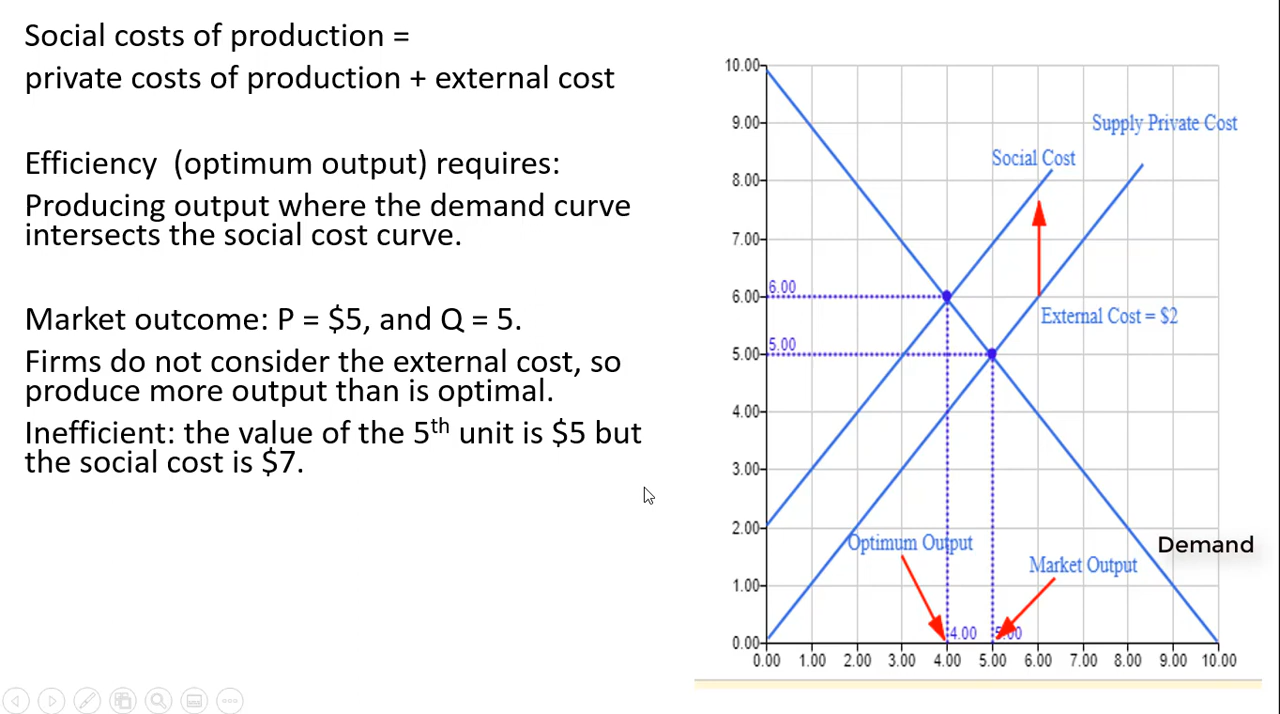 Social costs of production =
private costs of production + external cost
Efficiency (optimum output) requires:
Producing output where the demand curve
intersects the social cost curve.
Market outcome: P = $5, and Q = 5.
Firms do not consider the external cost, so
produce more output than is optimal.
Inefficient: the value of the 5th unit is $5 but
the social cost is $7.
10.00
9.00
8.00
7.00
6.00
5.00
4.00
3.00
2.00
1.00
0.00
Supply Private Cost
Social Cost
6.00
External Cost = $2
5.00
Optimum Output
Demand
Market Output
4.00
5.00
0.00 1.00 2.00 3.00 4.00 5.00 6.00 7.00 8.00 9.00 10.00